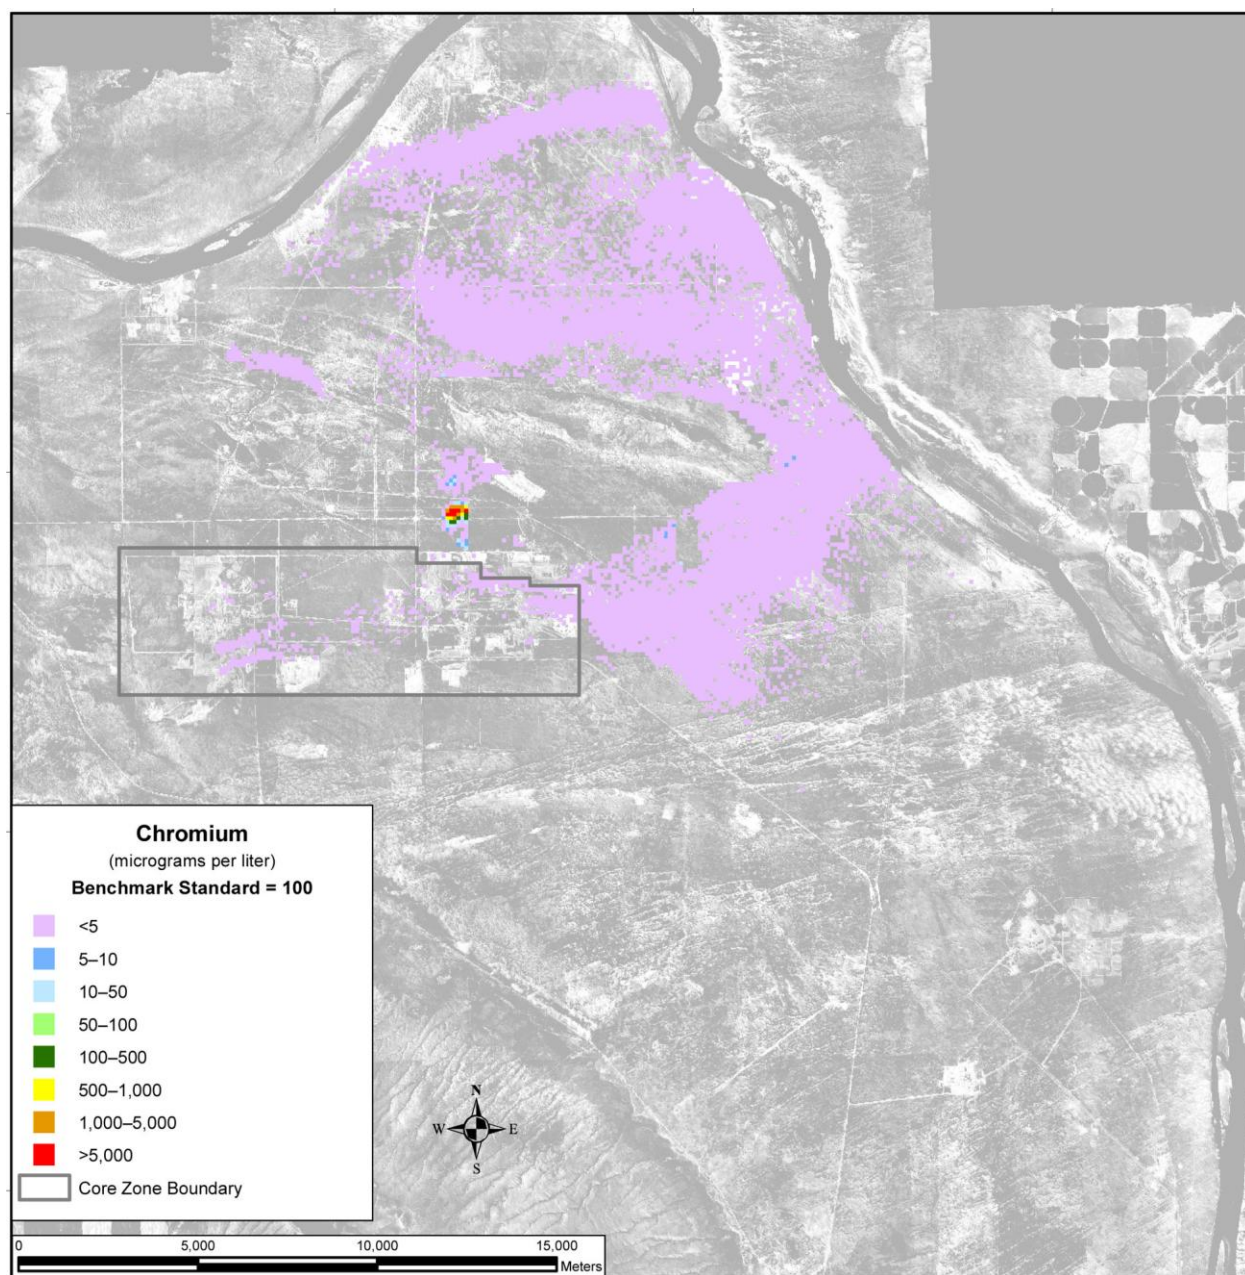 Chromium
(micrograms per liter)
Benchmark Standard = 100
<5
5–10
10–50
50–100
100–500
500–1,000
1,000–5,000
>5,000
Core Zone Boundary
N
W E
S
0 5,000 10,000 15,000
Meters